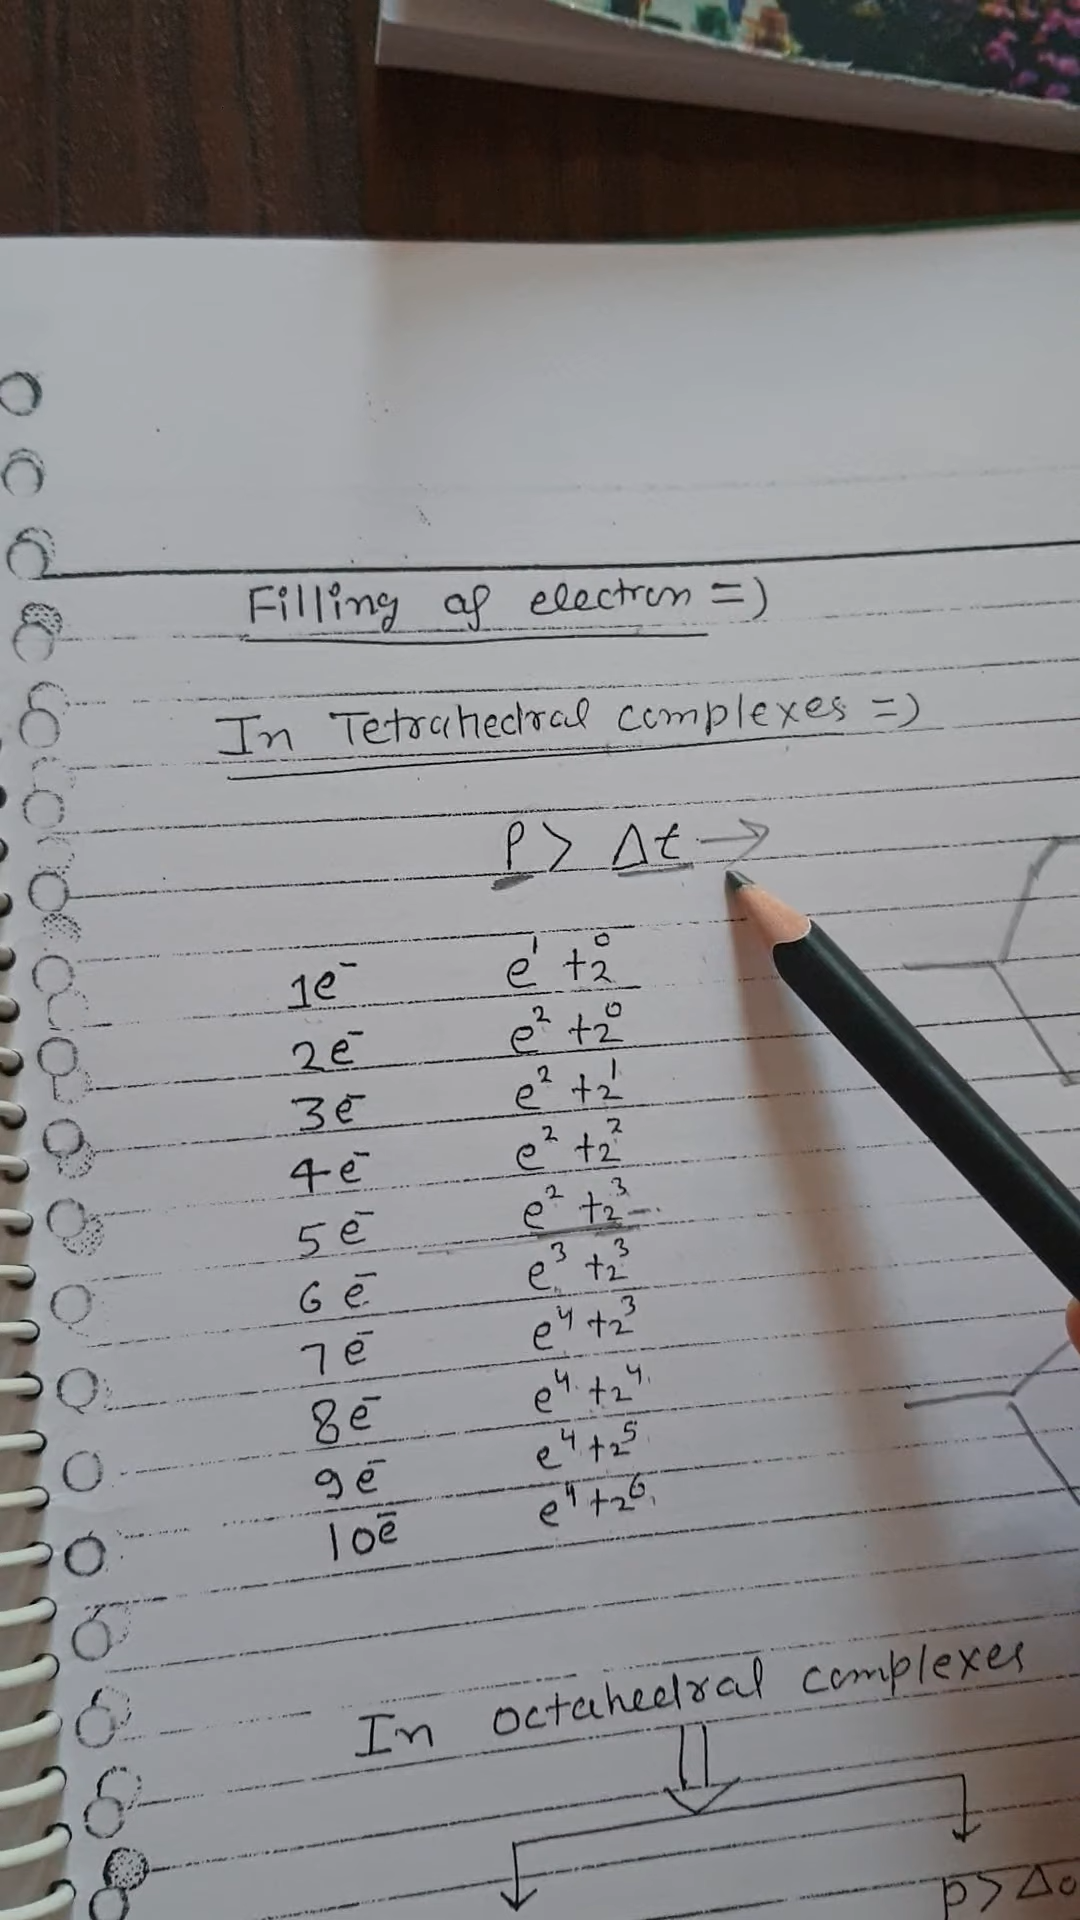 Filling of electron =)
In Tetrahedral complexes =)
P > Δt →
1e⁻ e¹ t₂⁰
2e⁻ e² t₂⁰
3e⁻ e² t₂¹
4e⁻ e² t₂²
5e⁻ e² t₂³
6e⁻ e³ t₂³
7e⁻ e⁴ t₂³
8e⁻ e⁴ t₂⁴
9e⁻ e⁴ t₂⁵
10e⁻ e⁴ t₂⁶
In octahedral complexes
p > Δo